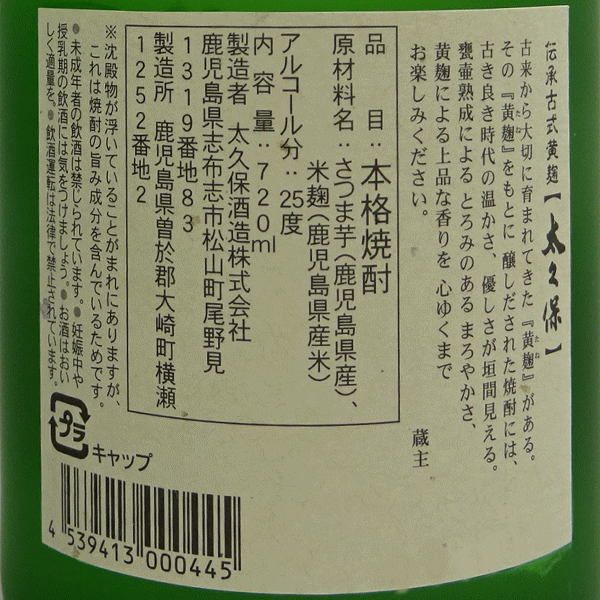 伝承古式黄麹【太久保】
古来から大切に育まれてきた『黄麹』がある。
その『黄麹』をもとに 醸しだされた焼酎には、
古き良き時代の温かさ、優しさが垣間見える。
甕壷熟成による とろみのある まろやかさ、
黄麹による上品な香りを 心ゆくまで
お楽しみください。
蔵主
品目：本格焼酎
原材料名：さつま芋（鹿児島県産）、
米麹（鹿児島県産米）
アルコール分：25度
内容量：720ml
製造者 太久保酒造株式会社
鹿児島県志布志市松山町尾野見
1319番地83
製造所 鹿児島県曽於郡大崎町横瀬
1252番地2
※沈殿物が浮いていることがまれにありますが、
これは焼酎の旨み成分を含んでいるためです。
●未成年者の飲酒は禁じられています。●妊娠中や
授乳期の飲酒には気をつけましょう。●お酒はおい
しく適量を。●飲酒運転は法律で禁止されています。
プラ
キャップ
4 539413 000445